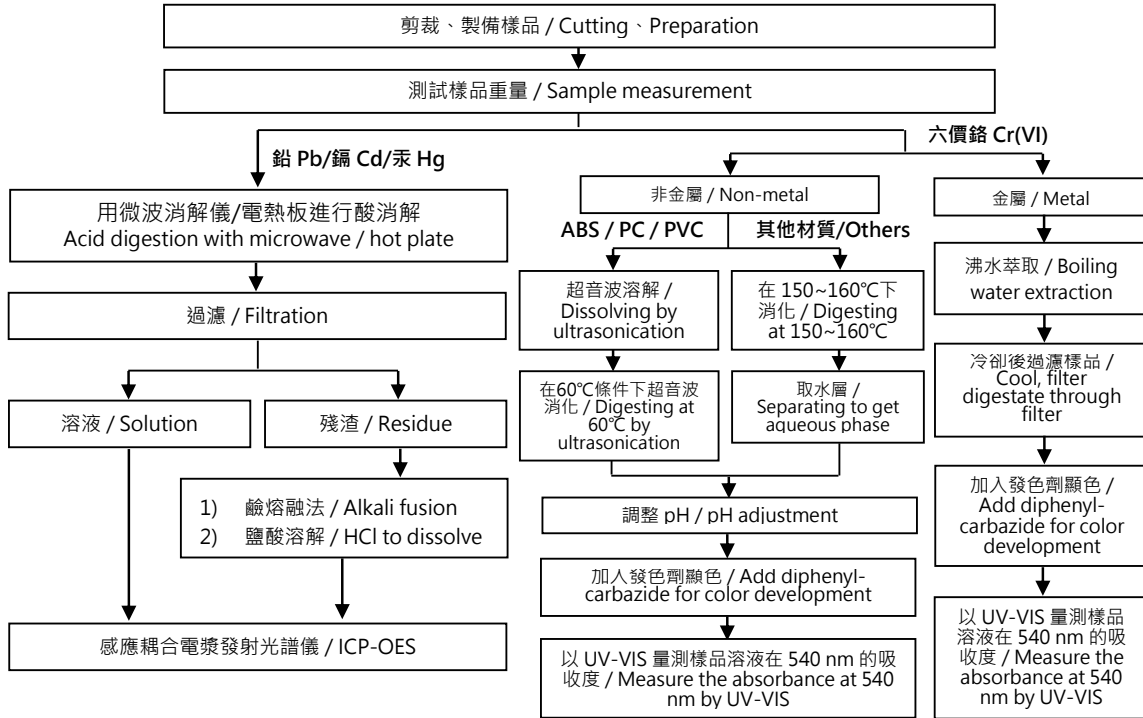 剪裁、製備樣品 / Cutting、Preparation
測試樣品重量 / Sample measurement
鉛 Pb/鎘 Cd/汞 Hg
六價鉻 Cr(VI)
用微波消解儀/電熱板進行酸消解
Acid digestion with microwave / hot plate
過濾 / Filtration
溶液 / Solution
殘渣 / Residue
1) 鹼熔融法 / Alkali fusion
2) 鹽酸溶解 / HCl to dissolve
感應耦合電漿發射光譜儀 / ICP-OES
非金屬 / Non-metal
ABS / PC / PVC
其他材質/Others
超音波溶解 /
Dissolving by
ultrasonication
在60℃條件下超音波
消化 / Digesting at
60℃ by
ultrasonication
在 150~160℃下
消化 / Digesting
at 150~160℃
取水層 /
Separating to get
aqueous phase
調整 pH / pH adjustment
加入發色劑顯色 / Add diphenyl-
carbazide for color development
以 UV-VIS 量測樣品溶液在 540 nm 的吸
收度 / Measure the absorbance at 540
nm by UV-VIS
金屬 / Metal
沸水萃取 / Boiling
water extraction
冷卻後過濾樣品 /
Cool, filter
digestate through
filter
加入發色劑顯色 /
Add diphenyl-
carbazide for color
development
以 UV-VIS 量測樣品
溶液在 540 nm 的吸
收度 / Measure the
absorbance at 540
nm by UV-VIS